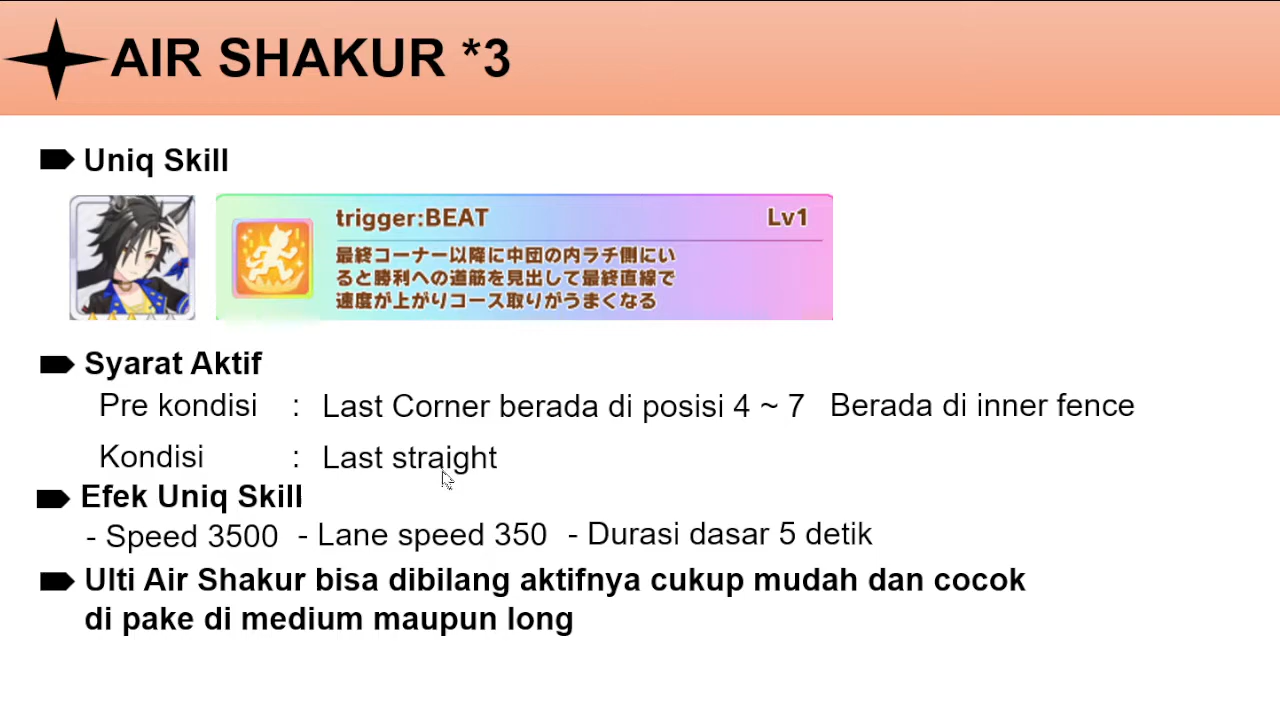 AIR SHAKUR *3
Uniq Skill
trigger:BEAT Lv1
最終コーナー以降に中団の内ラチ側にい
ると勝利への道筋を見出して最終直線で
速度が上がりコース取りがうまくなる
Syarat Aktif
Pre kondisi : Last Corner berada di posisi 4 ~ 7 Berada di inner fence
Kondisi : Last straight
Efek Uniq Skill
- Speed 3500 - Lane speed 350 - Durasi dasar 5 detik
Ulti Air Shakur bisa dibilang aktifnya cukup mudah dan cocok
di pake di medium maupun long